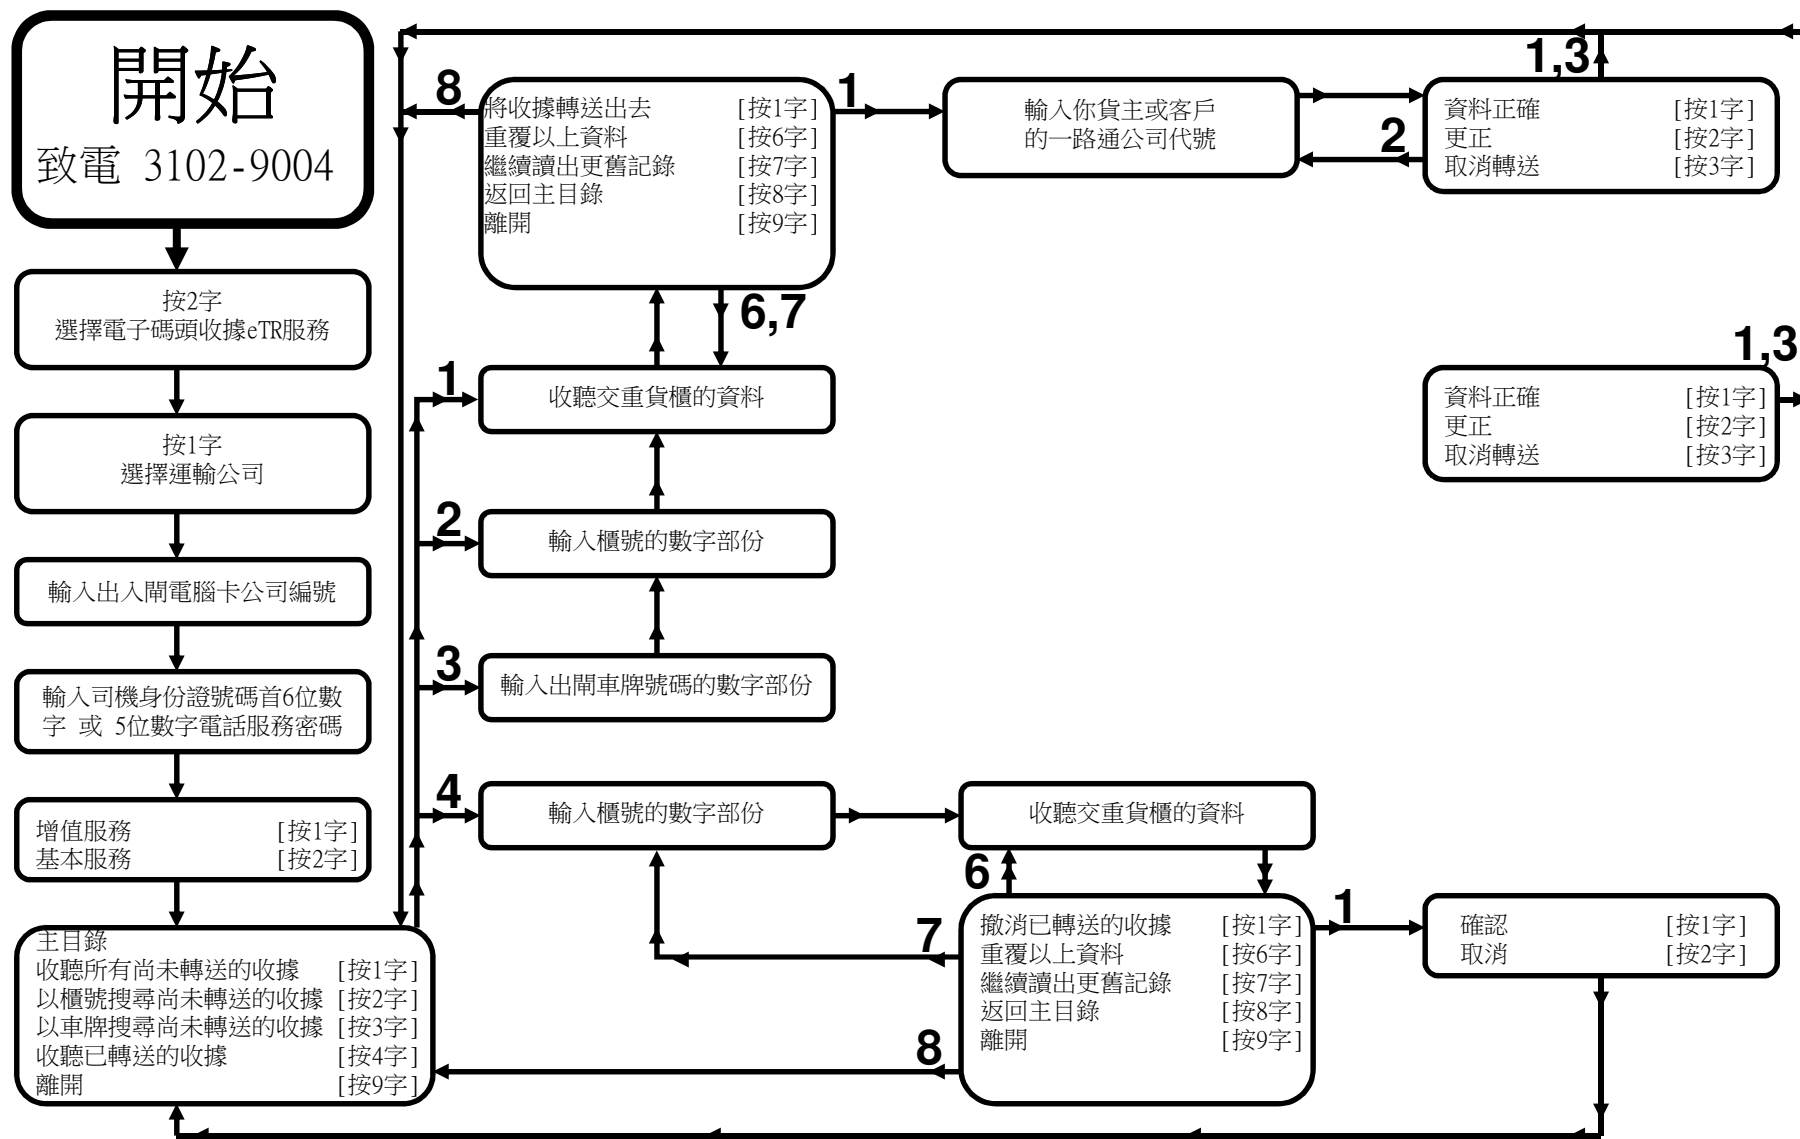 開始
致電 3102-9004
按2字
選擇電子碼頭收據eTR服務
按1字
選擇運輸公司
輸入出入閘電腦卡公司編號
輸入司機身份證號碼首6位數
字 或 5位數字電話服務密碼
增值服務 [按1字]
基本服務 [按2字]
主目錄
收聽所有尚未轉送的收據 [按1字]
以櫃號搜尋尚未轉送的收據 [按2字]
以車牌搜尋尚未轉送的收據 [按3字]
收聽已轉送的收據 [按4字]
離開 [按9字]
8
將收據轉送出去 [按1字]
重覆以上資料 [按6字]
繼續讀出更舊記錄 [按7字]
返回主目錄 [按8字]
離開 [按9字]
1
輸入你貨主或客戶
的一路通公司代號
2
1,3
資料正確 [按1字]
更正 [按2字]
取消轉送 [按3字]
6,7
1
收聽交重貨櫃的資料
1,3
資料正確 [按1字]
更正 [按2字]
取消轉送 [按3字]
2
輸入櫃號的數字部份
3
輸入出閘車牌號碼的數字部份
4
輸入櫃號的數字部份
收聽交重貨櫃的資料
6
7
8
撤消已轉送的收據 [按1字]
重覆以上資料 [按6字]
繼續讀出更舊記錄 [按7字]
返回主目錄 [按8字]
離開 [按9字]
1
確認 [按1字]
取消 [按2字]